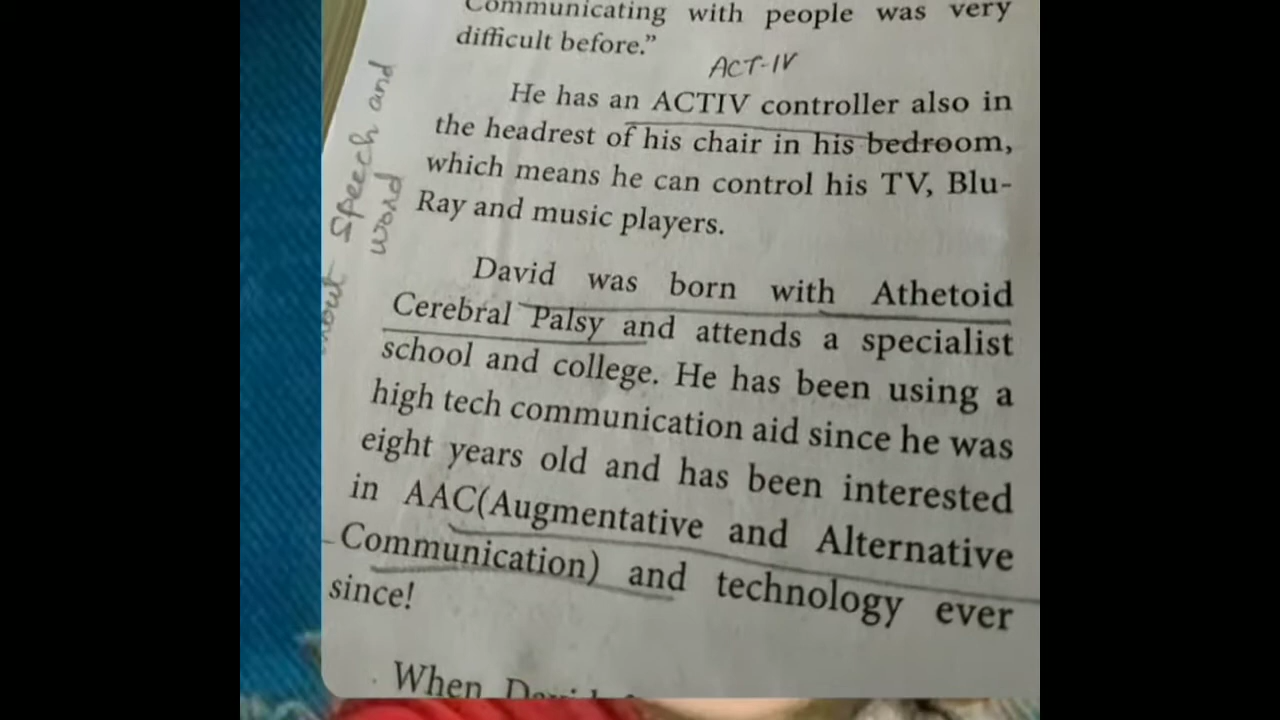 Communicating with people was very
difficult before.”
ACT-IV
He has an ACTIV controller also in
the headrest of his chair in his bedroom,
which means he can control his TV, Blu-
Ray and music players.
David was born with Athetoid
Cerebral Palsy and attends a specialist
school and college. He has been using a
high tech communication aid since he was
eight years old and has been interested
in AAC(Augmentative and Alternative
Communication) and technology ever
since!
When
Speech and
word